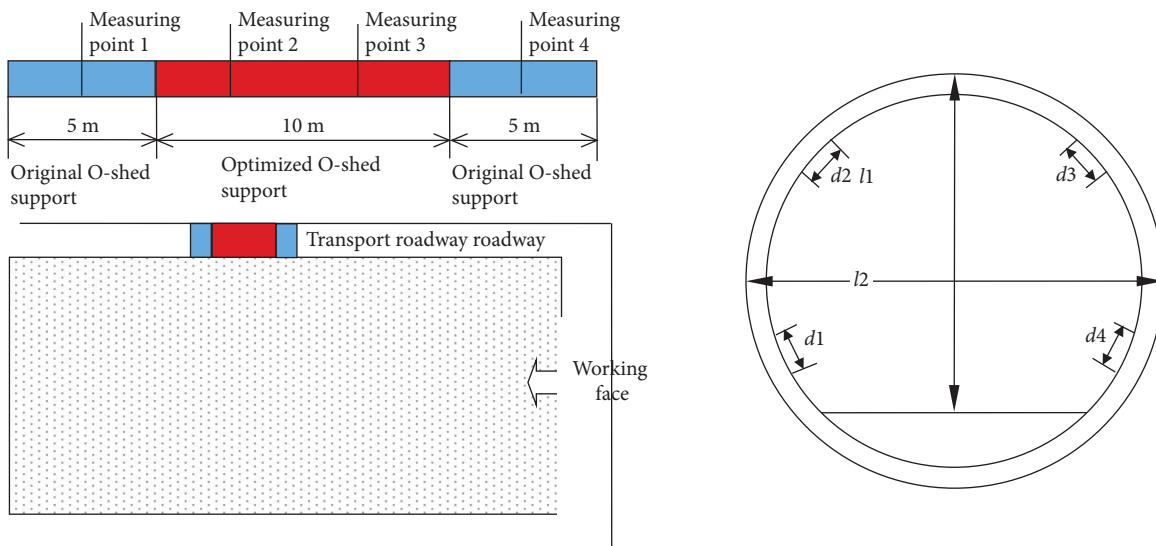 Measuring
point 1
Measuring
point 2
Measuring
point 3
Measuring
point 4
5 m
10 m
5 m
Original O-shed
support
Optimized O-shed
support
Original O-shed
support
Transport roadway roadway
Working
face
d2 l1
d3
l2
d1
d4